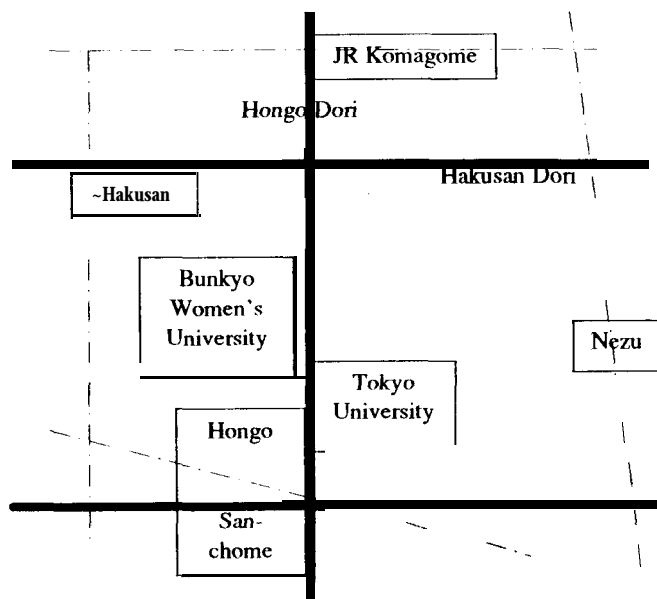 JR Komagome
Hongo Dori
Hakusan Dori
~Hakusan
Bunkyo
Women's
University
Nezu
Tokyo
University
Hongo
San-
chome